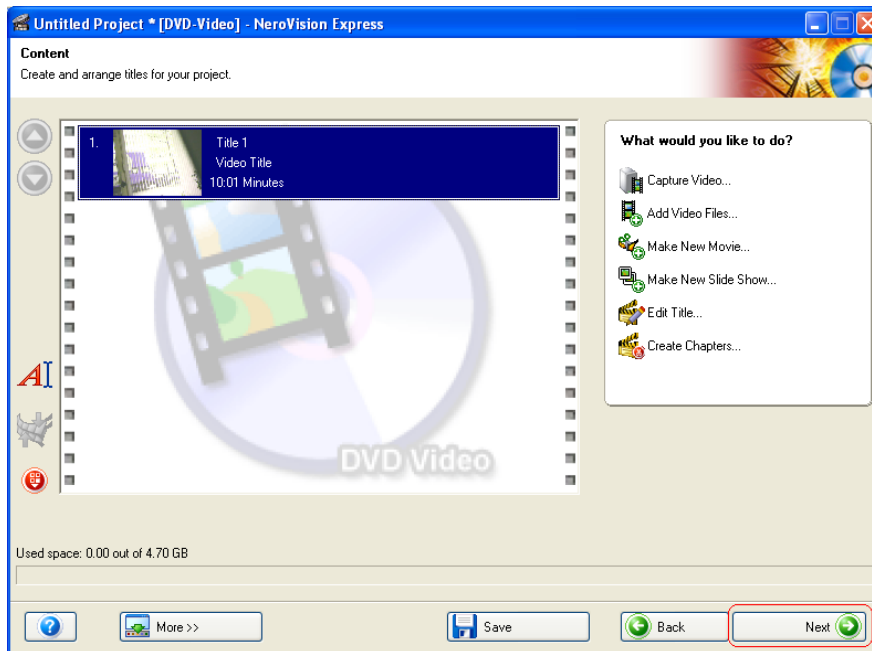 Untitled Project * [DVD-Video] - NeroVision Express
Content
Create and arrange titles for your project.
1.
Title 1
Video Title
10:01 Minutes
DVD Video
What would you like to do?
Capture Video...
Add Video Files...
Make New Movie...
Make New Slide Show...
Edit Title...
Create Chapters...
Used space: 0.00 out of 4.70 GB
More >>
Save
Back
Next